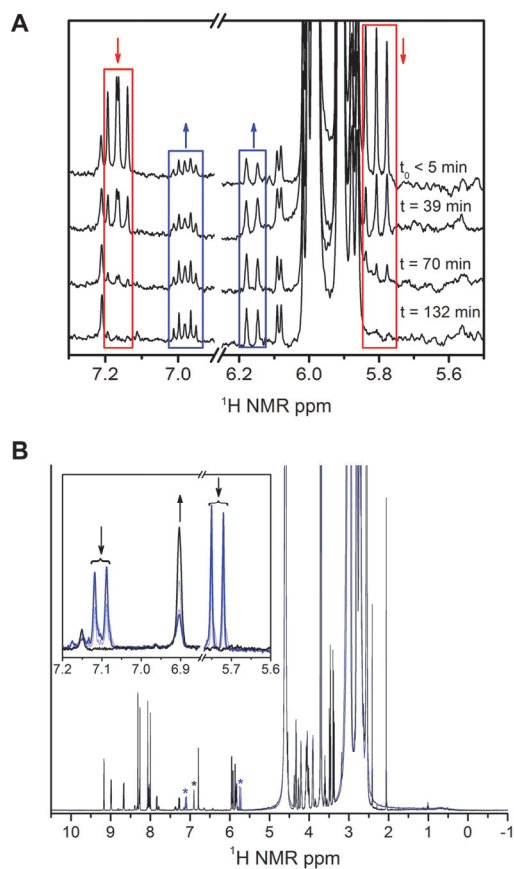 A
t₀ < 5 min
t = 39 min
t = 70 min
t = 132 min
7.2 7.0 6.2 6.0 5.8 5.6
¹H NMR ppm
B
7.2 7.1 7.0 6.9 5.7 5.6
* * *
10 9 8 7 6 5 4 3 2 1 0 -1
¹H NMR ppm